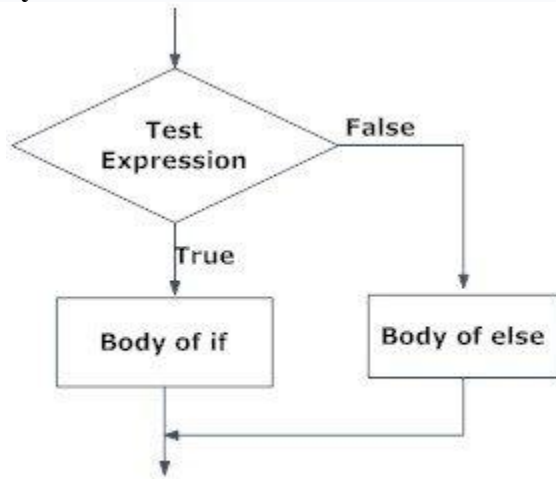 Test
Expression
False
True
Body of if
Body of else